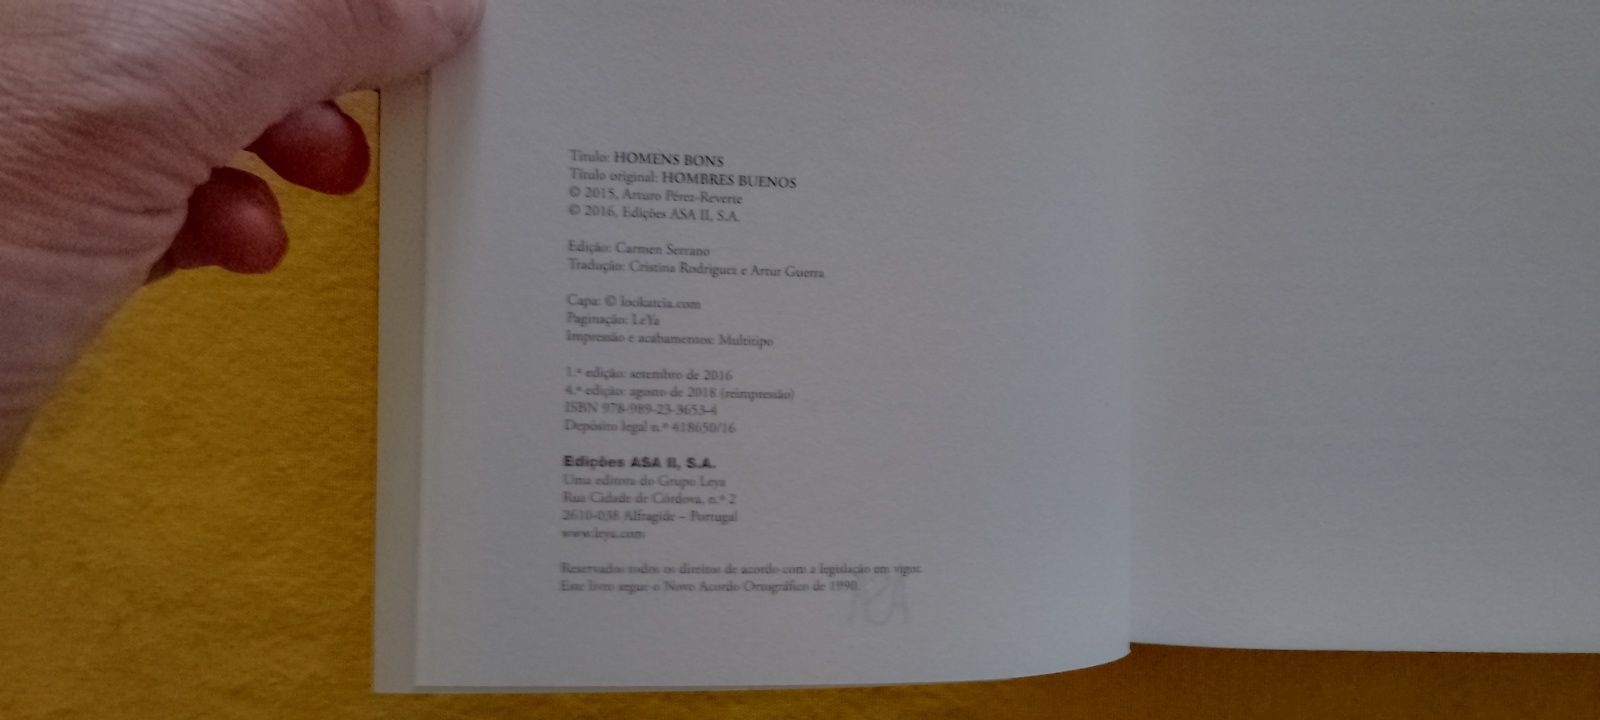 Título: HOMENS BONS
Título original: HOMBRES BUENOS
© 2015, Arturo Pérez-Reverte
© 2016, Edições ASA II, S.A.
Edição: Carmen Serrano
Tradução: Cristina Rodriguez e Artur Guerra
Capa: © lookatcia.com
Paginação: LeYa
Impressão e acabamentos: Multitipo
1.ª edição: setembro de 2016
4.ª edição: agosto de 2018 (reimpressão)
ISBN 978-989-23-3653-4
Depósito legal n.º 418650/16
Edições ASA II, S.A.
Uma editora do Grupo Leya
Rua Cidade de Córdova, n.º 2
2610-038 Alfragide – Portugal
www.leya.com
Reservados todos os direitos de acordo com a legislação em vigor.
Este livro segue o Novo Acordo Ortográfico de 1990.